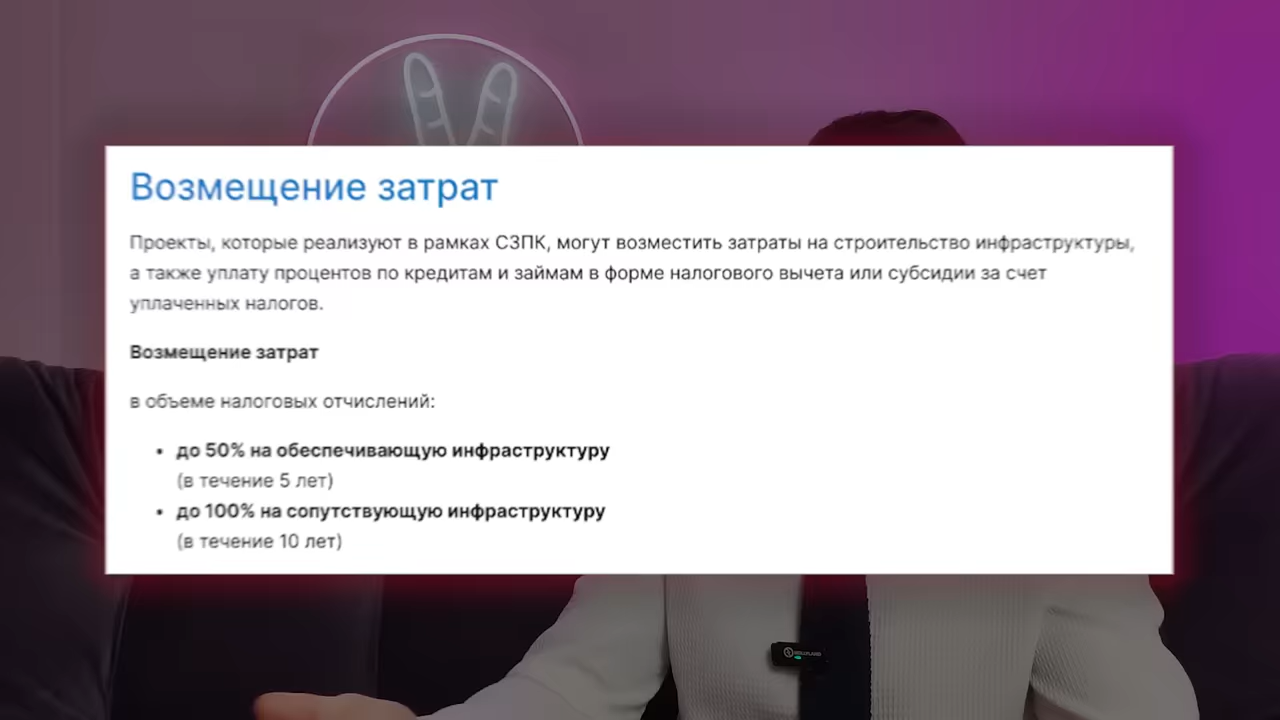 Возмещение затрат
Проекты, которые реализуют в рамках СЗПК, могут возместить затраты на строительство инфраструктуры,
а также уплату процентов по кредитам и займам в форме налогового вычета или субсидии за счет
уплаченных налогов.
Возмещение затрат
в объеме налоговых отчислений:
• до 50% на обеспечивающую инфраструктуру
(в течение 5 лет)
• до 100% на сопутствующую инфраструктуру
(в течение 10 лет)